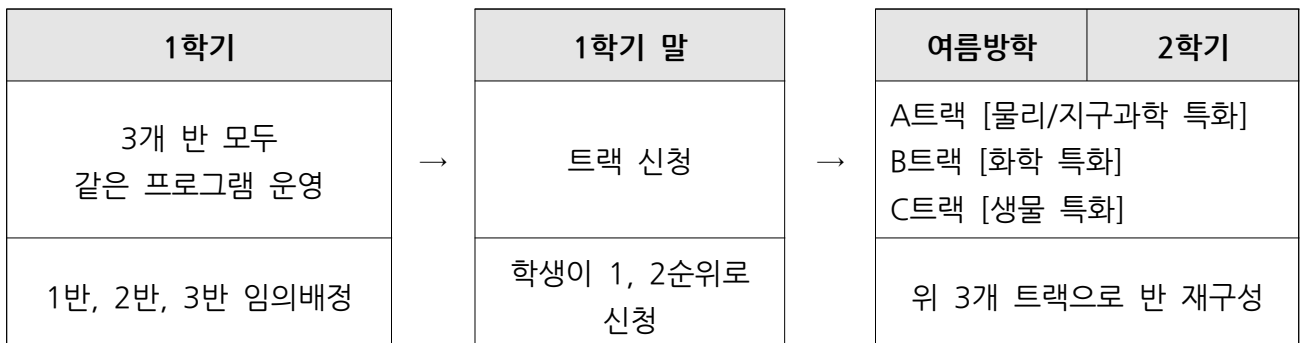 1학기
3개 반 모두
같은 프로그램 운영
1반, 2반, 3반 임의배정
→
1학기 말
트랙 신청
학생이 1, 2순위로
신청
→
여름방학
2학기
A트랙 [물리/지구과학 특화]
B트랙 [화학 특화]
C트랙 [생물 특화]
위 3개 트랙으로 반 재구성